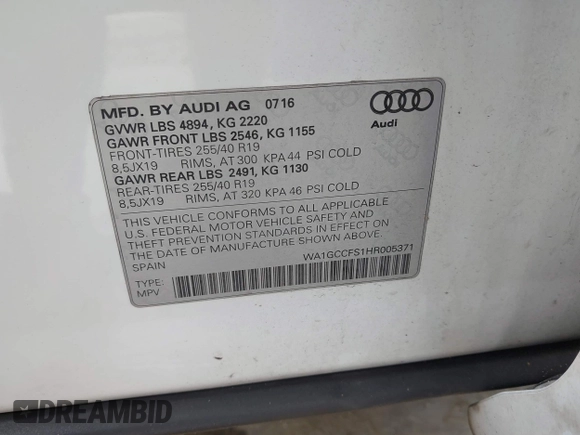 MFD. BY AUDI AG 0716
GVWR LBS 4894, KG 2220
GAWR FRONT LBS 2546, KG 1155
FRONT-TIRES 255/40 R19
8,5JX19 RIMS, AT 300 KPA 44 PSI COLD
GAWR REAR LBS 2491, KG 1130
REAR-TIRES 255/40 R19
8,5JX19 RIMS, AT 320 KPA 46 PSI COLD
Audi
THIS VEHICLE CONFORMS TO ALL APPLICABLE
U.S. FEDERAL MOTOR VEHICLE SAFETY AND
THEFT PREVENTION STANDARDS IN EFFECT ON
THE DATE OF MANUFACTURE SHOWN ABOVE.
SPAIN
WA1GCCFS1HR005371
TYPE:
MPV
DREAMBID